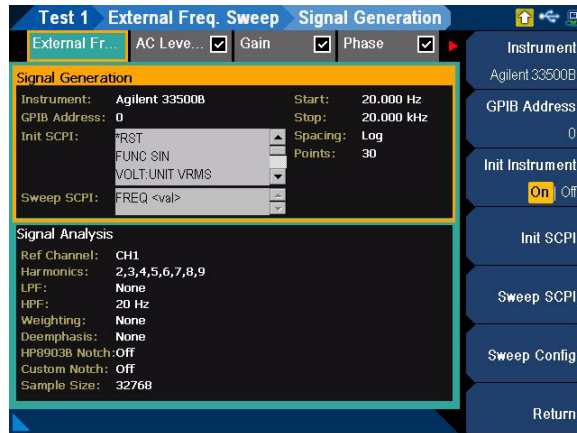 Test 1 External Freq. Sweep Signal Generation
External Fr... AC Leve... Gain Phase
Signal Generation
Instrument: Agilent 33500B Start: 20.000 Hz
GPIB Address: 0 Stop: 20.000 kHz
Init SCPI: *RST Spacing: Log
FUNC SIN Points: 30
VOLT:UNIT VRMS
Sweep SCPI: FREQ <val>
Signal Analysis
Ref Channel: CH1
Harmonics: 2,3,4,5,6,7,8,9
LPF: None
HPF: 20 Hz
Weighting: None
Deemphasis: None
HP8903B Notch:Off
Custom Notch: Off
Sample Size: 32768
Instrument
Agilent 33500B
GPIB Address
0
Init Instrument
On | Off
Init SCPI
Sweep SCPI
Sweep Config
Return